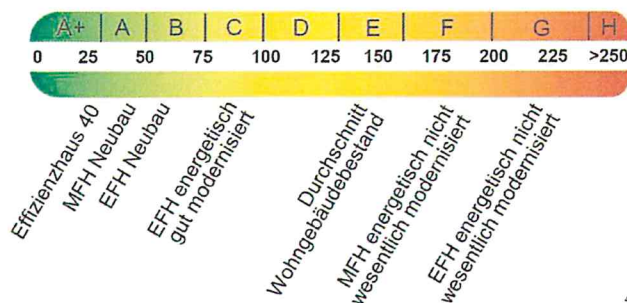 A+ A B C D E F G H
0 25 50 75 100 125 150 175 200 225 >250
Effizienzhaus 40
MFH Neubau
EFH Neubau
EFH energetisch
gut modernisiert
Durchschnitt
Wohngebäudebestand
MFH energetisch nicht
wesentlich modernisiert
EFH energetisch nicht
wesentlich modernisiert